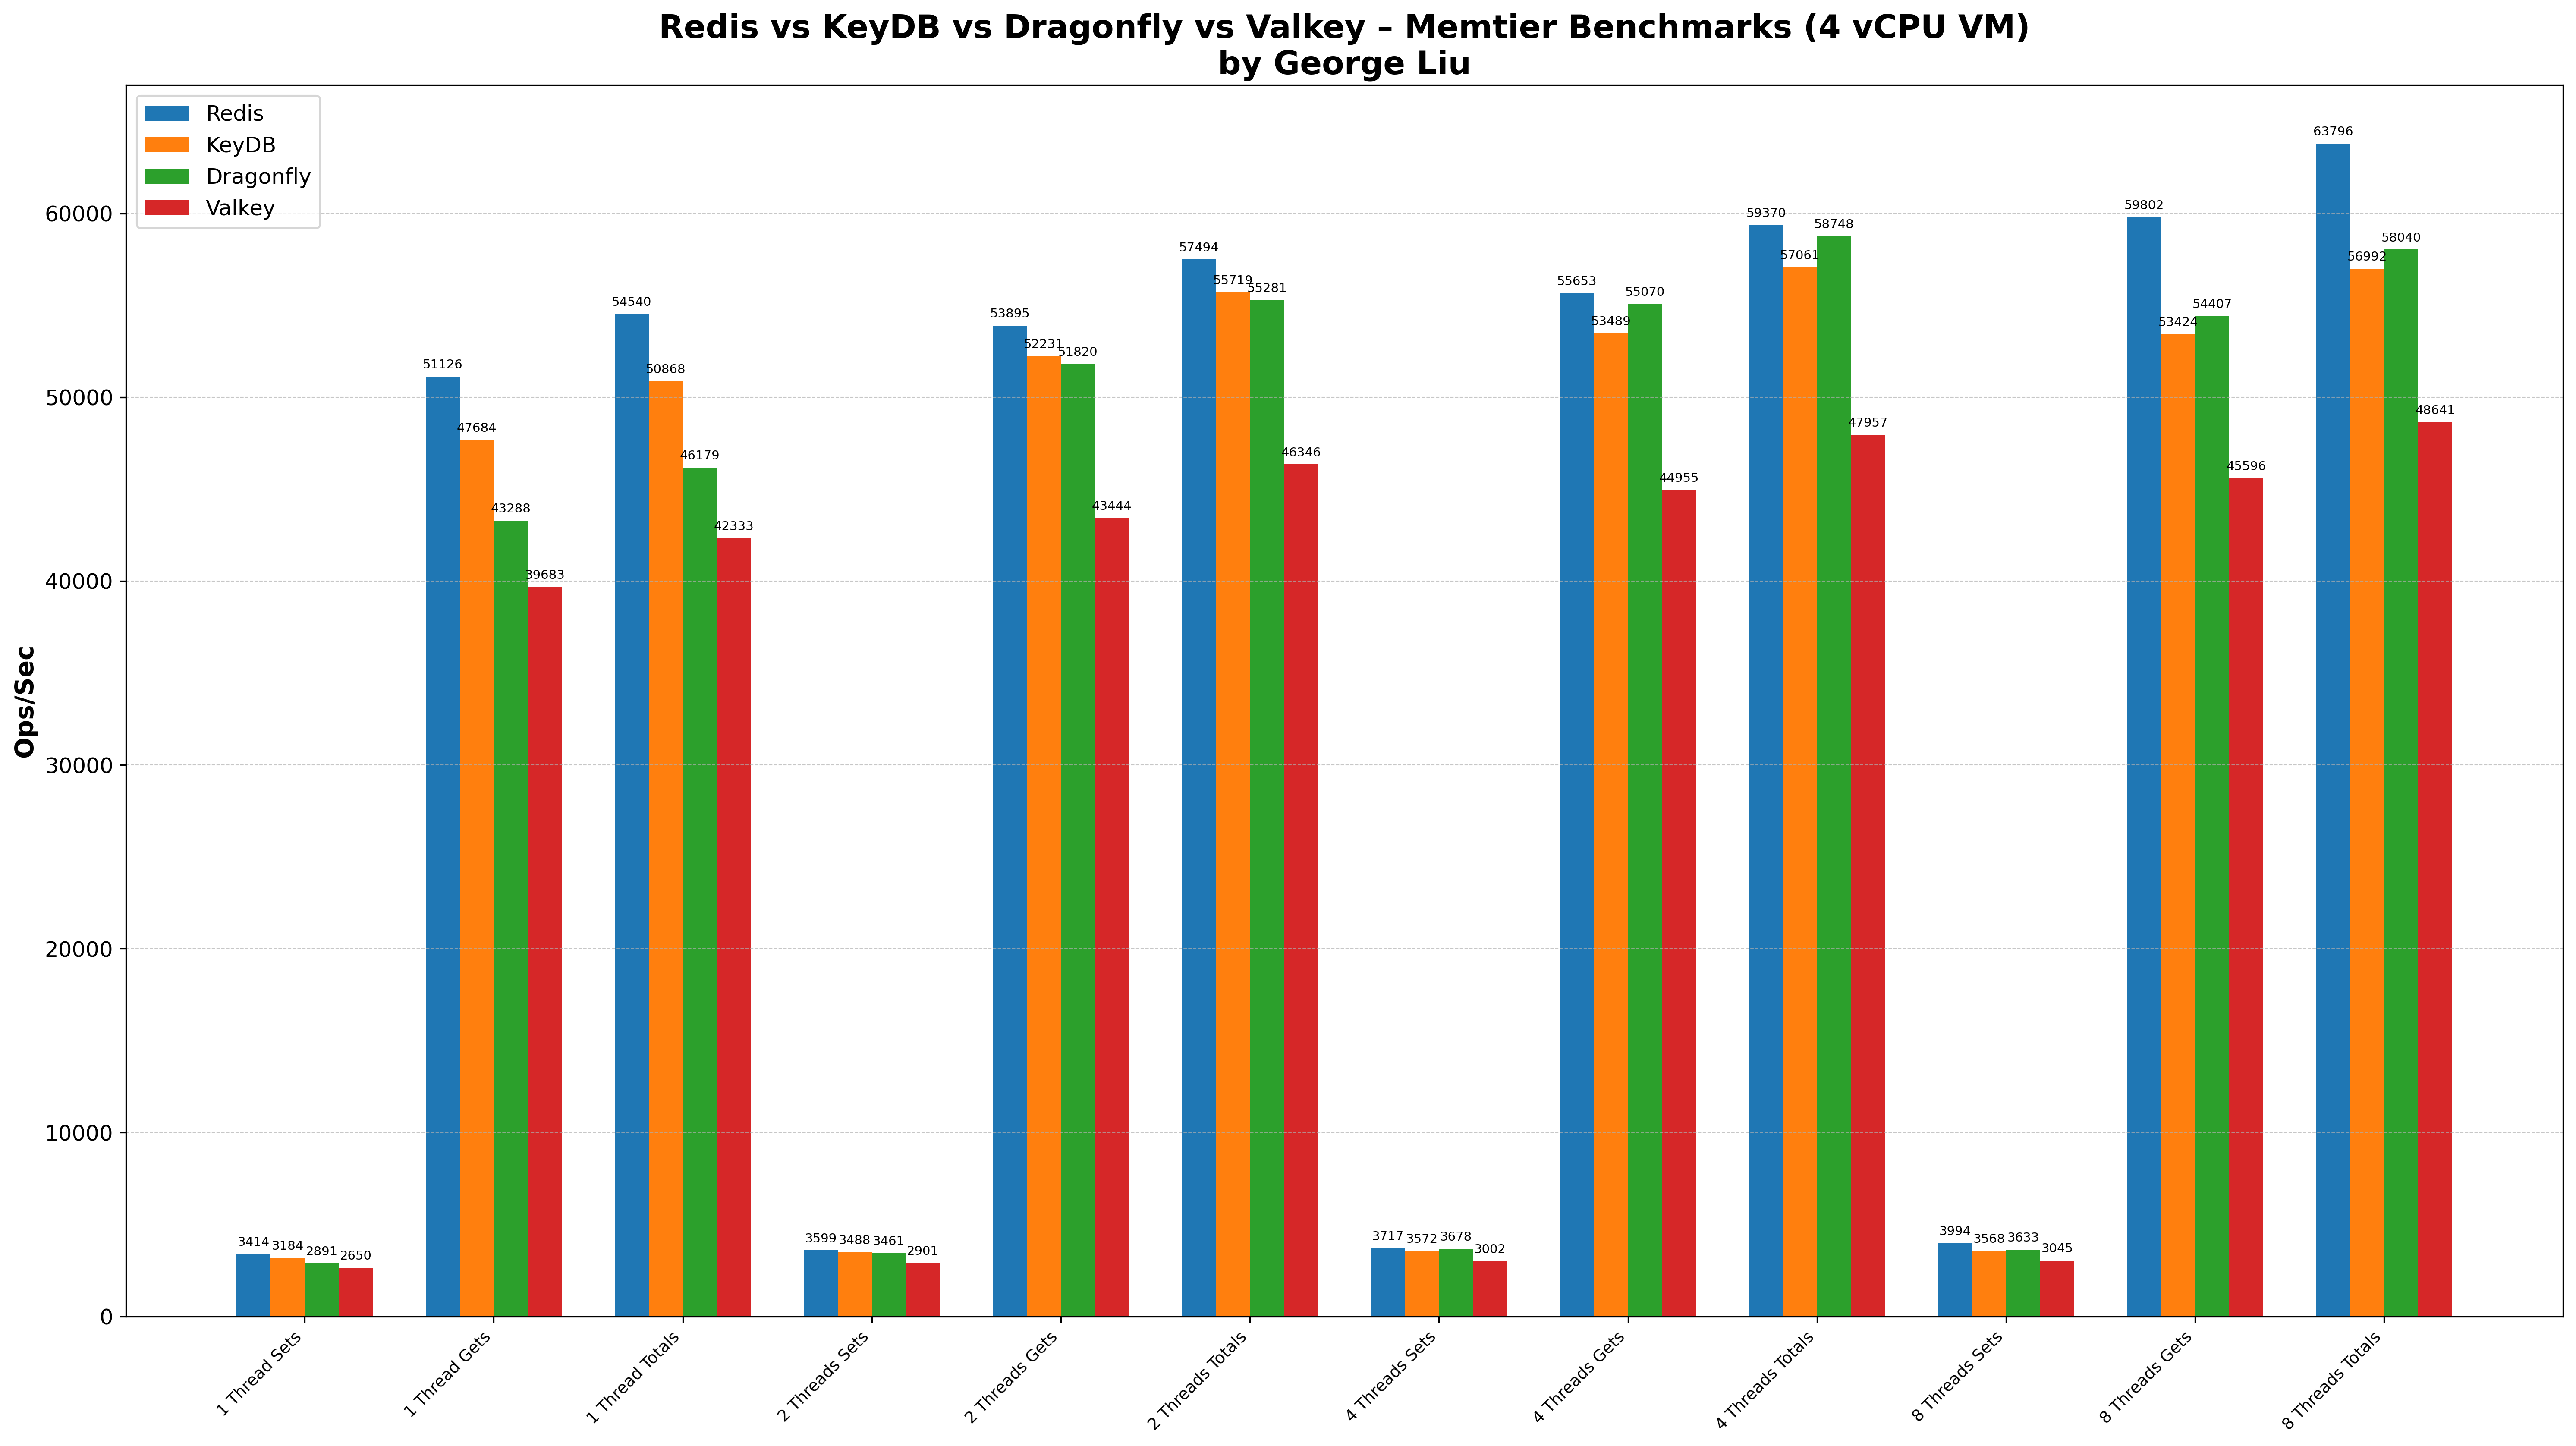 Redis vs KeyDB vs Dragonfly vs Valkey – Memtier Benchmarks (4 vCPU VM)
by George Liu
Redis
KeyDB
Dragonfly
Valkey
Ops/Sec
60000
50000
40000
30000
20000
10000
0
3414 3184 2891 2650
51126 47684 43288 39683
54540 50868 46179 42333
3599 3488 3461 2901
53895 52231 51820 43444
57494 55719 55281 46346
3717 3572 3678 3002
55653 53489 55070 44955
59370 57061 58748 47957
3994 3568 3633 3045
59802 53424 54407 45596
63796 56992 58040 48641
1 Thread Sets
1 Thread Gets
1 Thread Totals
2 Threads Sets
2 Threads Gets
2 Threads Totals
4 Threads Sets
4 Threads Gets
4 Threads Totals
8 Threads Sets
8 Threads Gets
8 Threads Totals